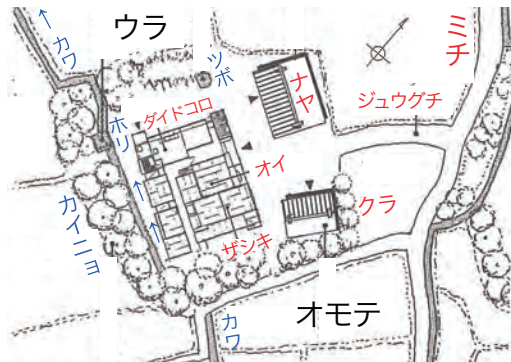 カワ
ウラ
ツボ
ナヤ
ミチ
ホリ
ダイドコロ
ジュウグチ
オイ
カイニョ
クラ
ザシキ
カワ
オモテ